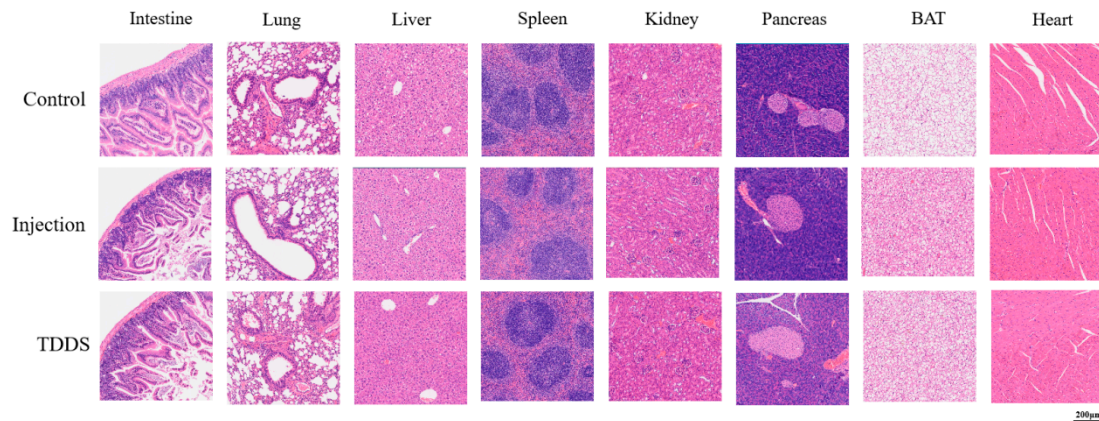 Intestine Lung Liver Spleen Kidney Pancreas BAT Heart
Control
Injection
TDDS
200μm